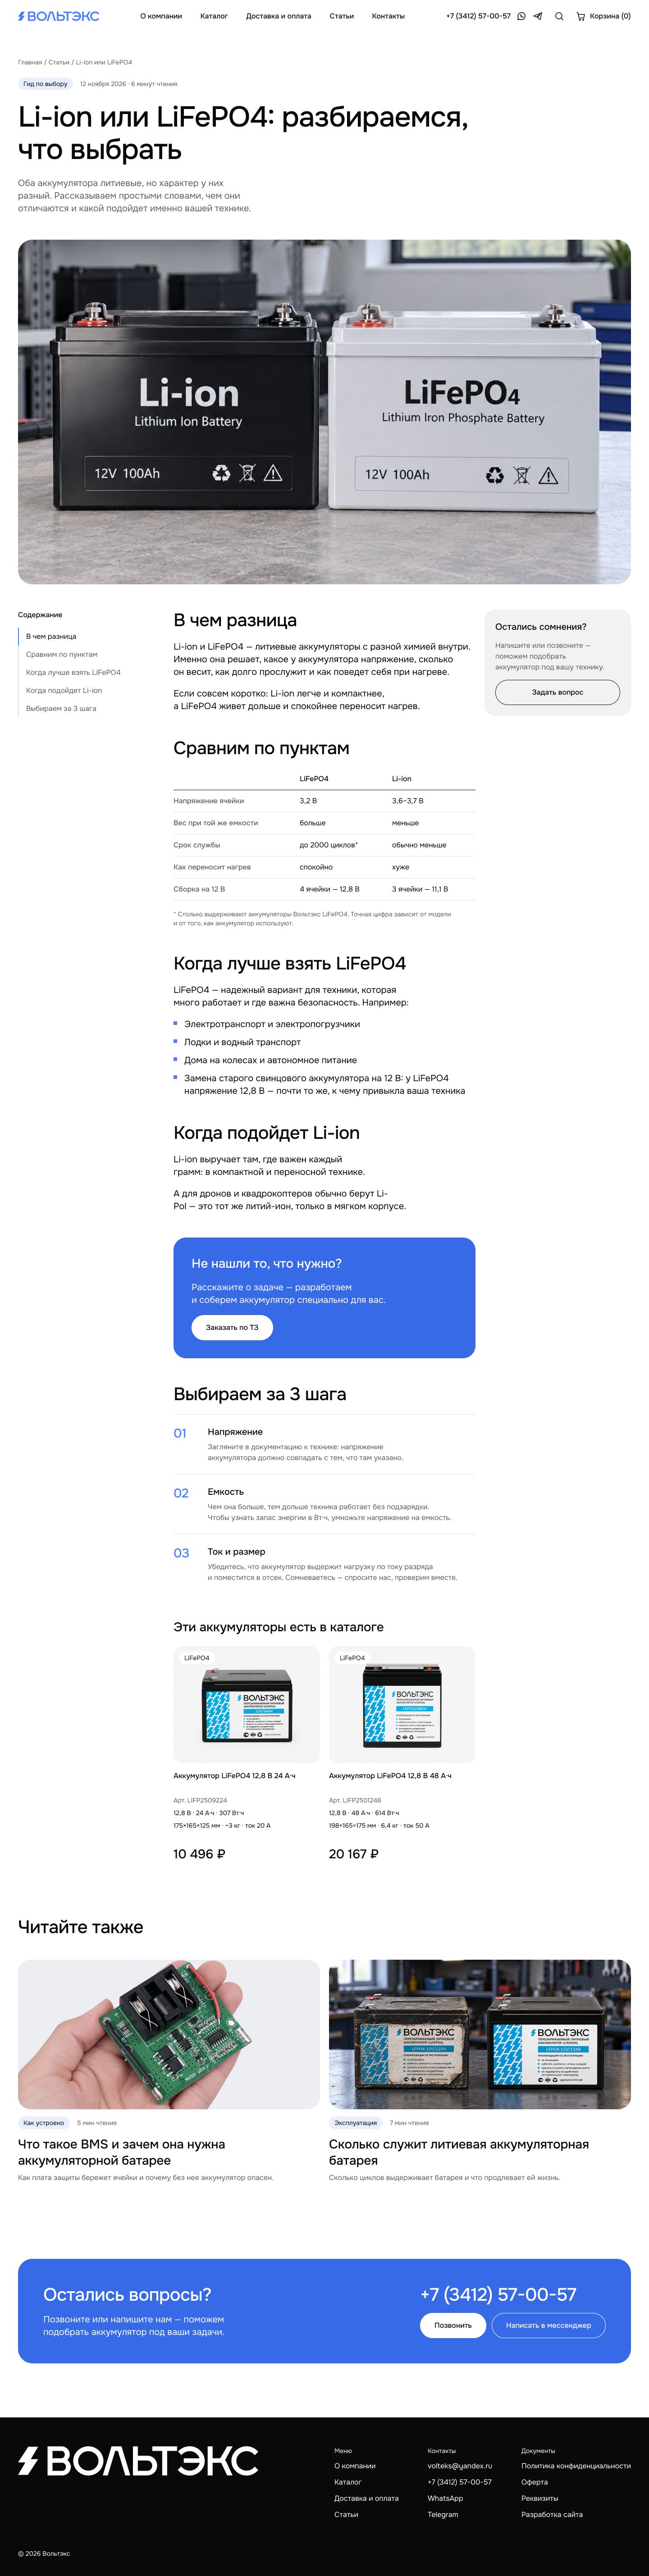 ВОЛЬТЭКС
О компании
Каталог
Доставка и оплата
Статьи
Контакты
+7 (3412) 57-00-57
Корзина (0)
Главная / Статьи / Li-ion или LiFePO4
Гид по выбору
12 ноября 2026 · 6 минут чтения
Li-ion или LiFePO4: разбираемся,
что выбрать
Оба аккумулятора литиевые, но характер у них
разный. Рассказываем простыми словами, чем они
отличаются и какой подойдет именно вашей технике.
Li-ion
Lithium Ion Battery
12V 100Ah
LiFePO4
Lithium Iron Phosphate Battery
12V 100Ah
Содержание
В чем разница
Сравним по пунктам
Когда лучше взять LiFePO4
Когда подойдет Li-ion
Выбираем за 3 шага
В чем разница
Li-ion и LiFePO4 — литиевые аккумуляторы с разной химией внутри.
Именно она решает, какое у аккумулятора напряжение, сколько
он весит, как долго прослужит и как поведет себя при нагреве.
Если совсем коротко: Li-ion легче и компактнее,
а LiFePO4 живет дольше и спокойнее переносит нагрев.
Остались сомнения?
Напишите или позвоните —
поможем подобрать
аккумулятор под вашу технику.
Задать вопрос
Сравним по пунктам
LiFePO4
Li-ion
Напряжение ячейки
3,2 В
3,6–3,7 В
Вес при той же емкости
больше
меньше
Срок службы
до 2000 циклов*
обычно меньше
Как переносит нагрев
спокойно
хуже
Сборка на 12 В
4 ячейки — 12,8 В
3 ячейки — 11,1 В
* Столько выдерживают аккумуляторы Вольтэкс LiFePO4. Точная цифра зависит от модели
и от того, как аккумулятор используют.
Когда лучше взять LiFePO4
LiFePO4 — надежный вариант для техники, которая
много работает и где важна безопасность. Например:
Электротранспорт и электропогрузчики
Лодки и водный транспорт
Дома на колесах и автономное питание
Замена старого свинцового аккумулятора на 12 В: у LiFePO4
напряжение 12,8 В — почти то же, к чему привыкла ваша техника
Когда подойдет Li-ion
Li-ion выручает там, где важен каждый
грамм: в компактной и переносной технике.
А для дронов и квадрокоптеров обычно берут Li-
Pol — это тот же литий-ион, только в мягком корпусе.
Не нашли то, что нужно?
Расскажите о задаче — разработаем
и соберем аккумулятор специально для вас.
Заказать по ТЗ
Выбираем за 3 шага
01
Напряжение
Загляните в документацию к технике: напряжение
аккумулятора должно совпадать с тем, что там указано.
02
Емкость
Чем она больше, тем дольше техника работает без подзарядки.
Чтобы узнать запас энергии в Вт·ч, умножьте напряжение на емкость.
03
Ток и размер
Убедитесь, что аккумулятор выдержит нагрузку по току разряда
и поместится в отсек. Сомневаетесь — спросите нас, проверим вместе.
Эти аккумуляторы есть в каталоге
LiFePO4
ВОЛЬТЭКС
LiFePO4
ВОЛЬТЭКС
Аккумулятор LiFePO4 12,8 В 24 А·ч
Арт. LIFP2509224
12,8 В · 24 А·ч · 307 Вт·ч
175×165×125 мм · ~3 кг · ток 20 А
10 496 ₽
Аккумулятор LiFePO4 12,8 В 48 А·ч
Арт. LIFP2501248
12,8 В · 48 А·ч · 614 Вт·ч
198×165×175 мм · 6,4 кг · ток 50 А
20 167 ₽
Читайте также
ВОЛЬТЭКС
ВОЛЬТЭКС
Как устроено
5 мин чтения
Что такое BMS и зачем она нужна
аккумуляторной батарее
Как плата защиты бережет ячейки и почему без нее аккумулятор опасен.
Эксплуатация
7 мин чтения
Сколько служит литиевая аккумуляторная
батарея
Сколько циклов выдерживает батарея и что продлевает ей жизнь.
Остались вопросы?
Позвоните или напишите нам — поможем
подобрать аккумулятор под ваши задачи.
+7 (3412) 57-00-57
Позвонить
Написать в мессенджер
ВОЛЬТЭКС
Меню
О компании
Каталог
Доставка и оплата
Статьи
Контакты
volteks@yandex.ru
+7 (3412) 57-00-57
WhatsApp
Telegram
Документы
Политика конфиденциальности
Оферта
Реквизиты
Разработка сайта
© 2026 Вольтэкс